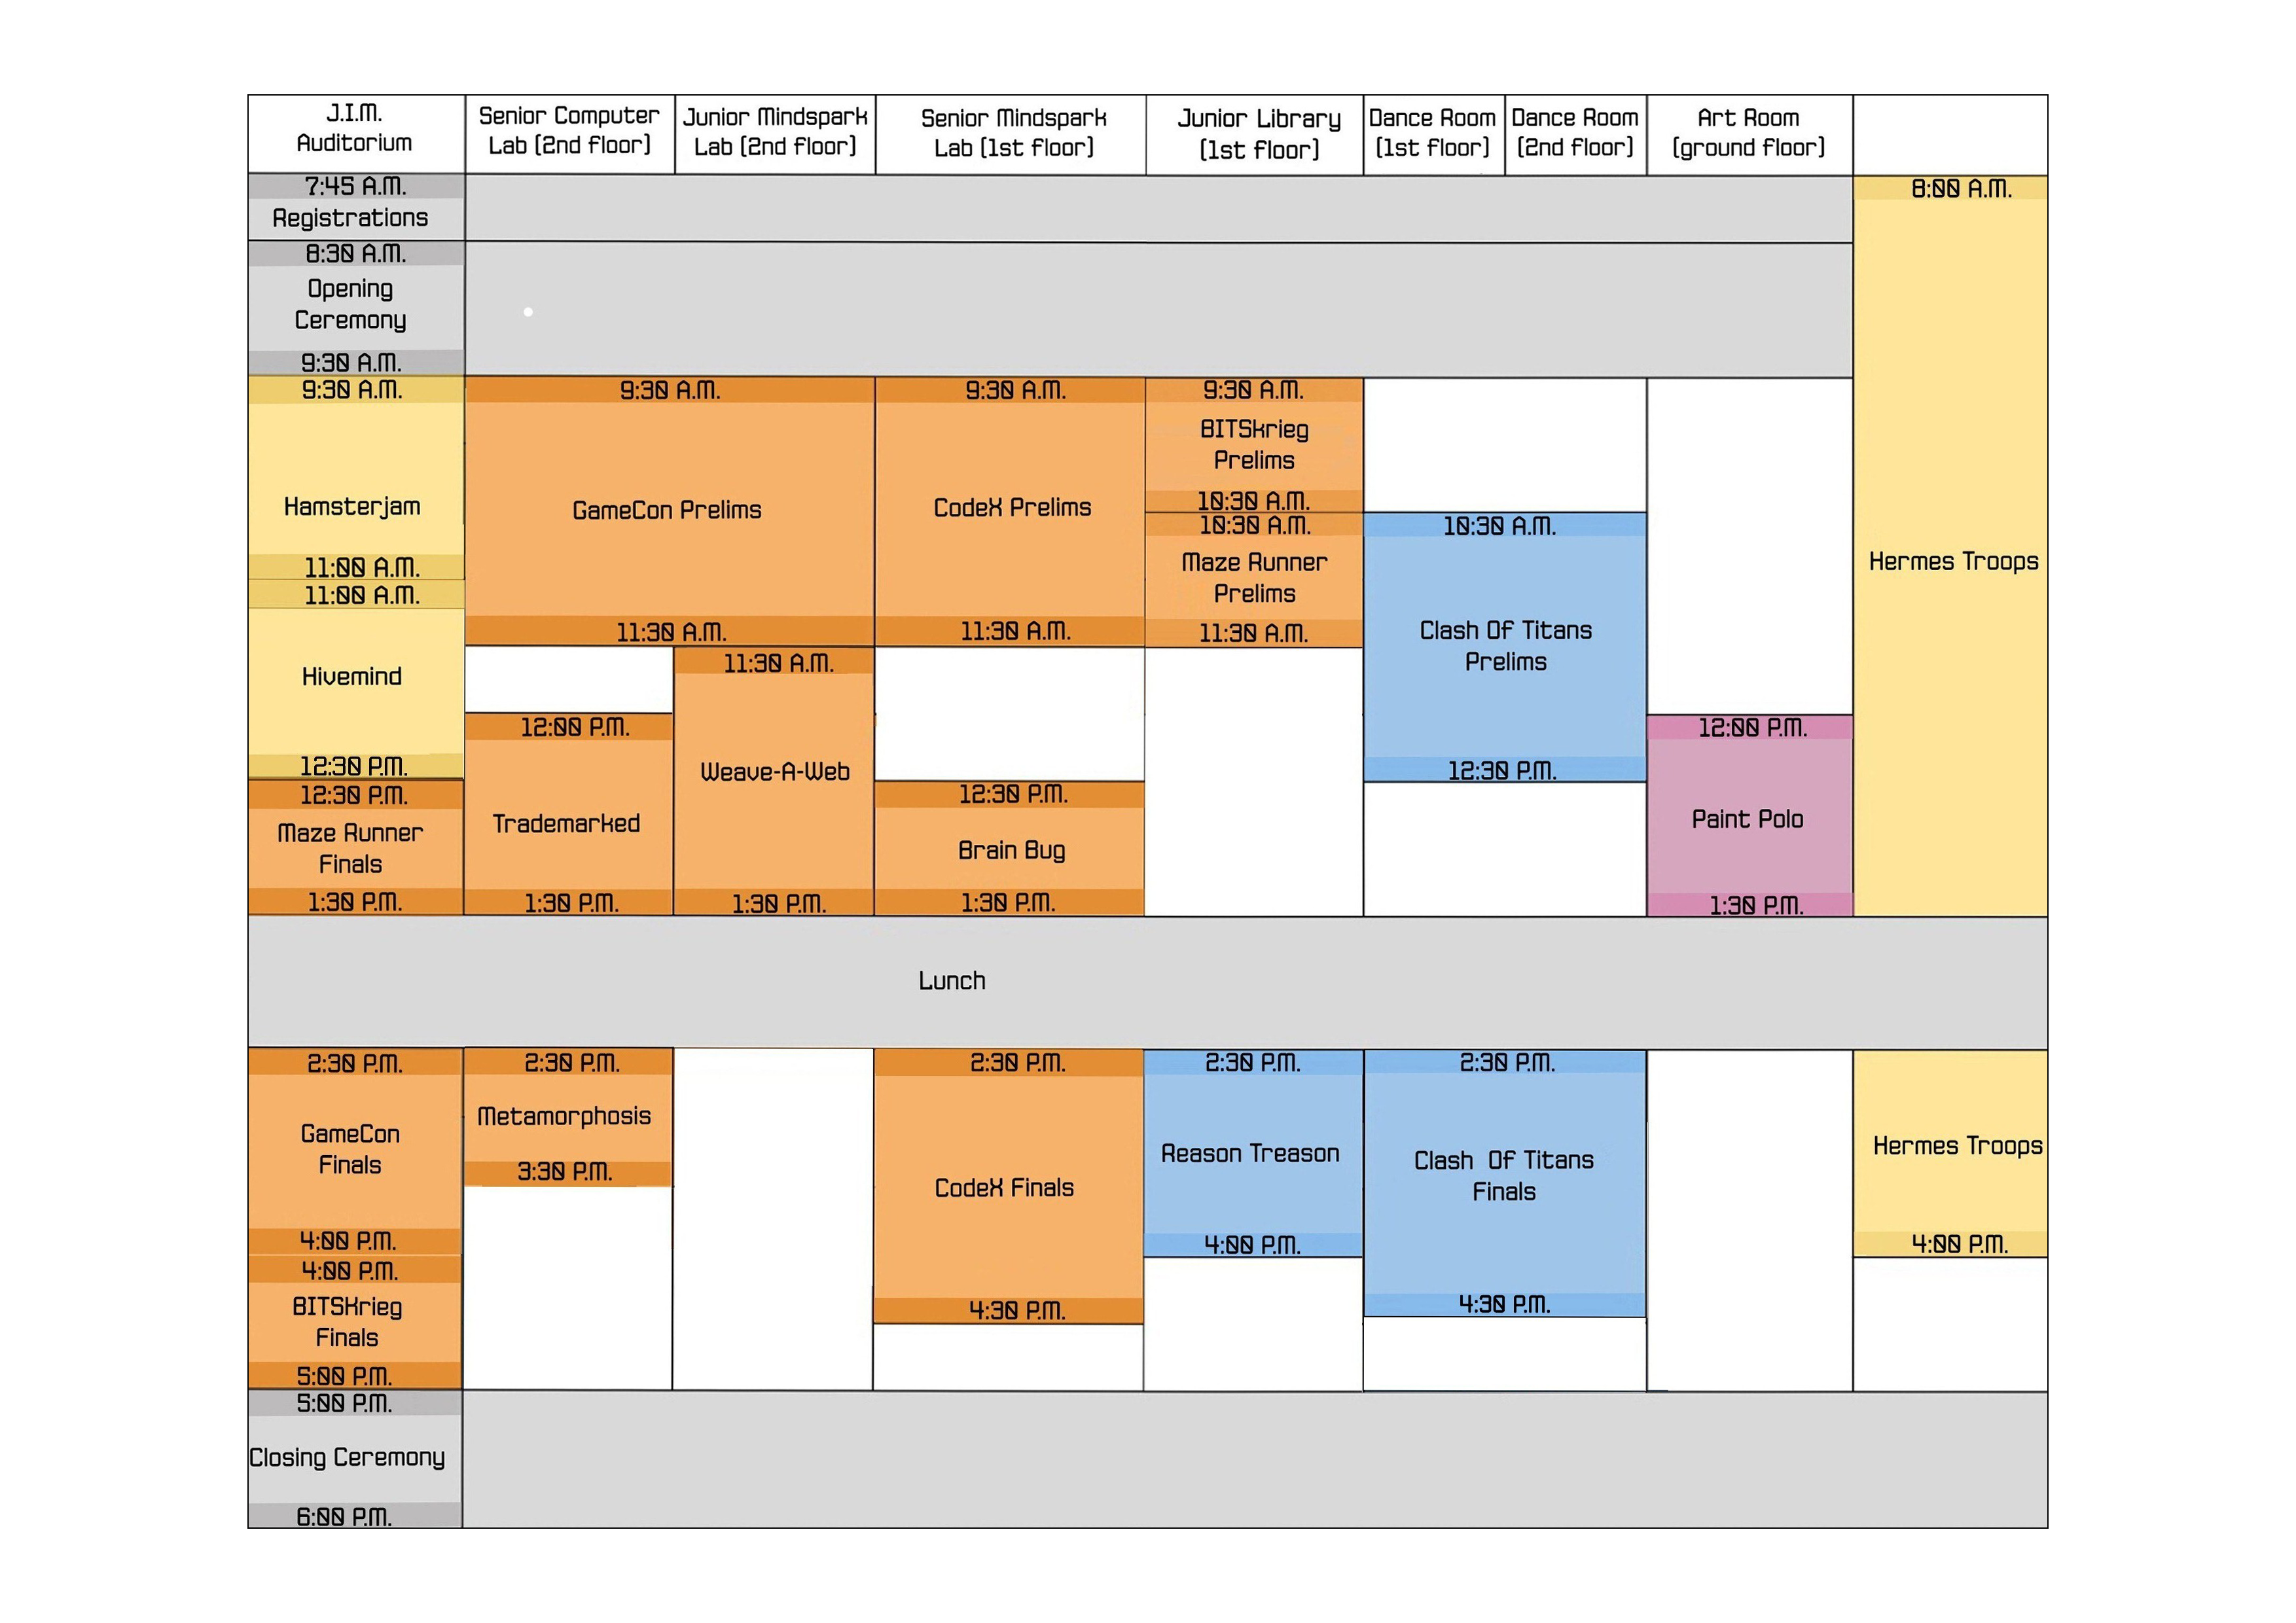 J.I.M.
Auditorium
Senior Computer
Lab (2nd floor)
Junior Mindspark
Lab (2nd floor)
Senior Mindspark
Lab (1st floor)
Junior Library
(1st floor)
Dance Room
(1st floor)
Dance Room
(2nd floor)
Art Room
(ground floor)
7:45 A.M.
Registrations
8:30 A.M.
Opening
Ceremony
9:30 A.M.
9:30 A.M.
Hamsterjam
11:00 A.M.
11:00 A.M.
Hivemind
12:30 P.M.
12:30 P.M.
Maze Runner
Finals
1:30 P.M.
9:30 A.M.
GameCon Prelims
11:30 A.M.
12:00 P.M.
Trademarked
1:30 P.M.
11:30 A.M.
Weave-A-Web
1:30 P.M.
9:30 A.M.
CodeX Prelims
11:30 A.M.
12:30 P.M.
Brain Bug
1:30 P.M.
9:30 A.M.
BITSkrieg
Prelims
10:30 A.M.
10:30 A.M.
Maze Runner
Prelims
11:30 A.M.
10:30 A.M.
Clash Of Titans
Prelims
12:30 P.M.
12:00 P.M.
Paint Polo
1:30 P.M.
8:00 A.M.
Hermes Troops
Lunch
2:30 P.M.
GameCon
Finals
4:00 P.M.
4:00 P.M.
BITSKrieg
Finals
5:00 P.M.
5:00 P.M.
Closing Ceremony
6:00 P.M.
2:30 P.M.
Metamorphosis
3:30 P.M.
2:30 P.M.
CodeX Finals
4:30 P.M.
2:30 P.M.
Reason Treason
4:00 P.M.
2:30 P.M.
Clash Of Titans
Finals
4:30 P.M.
Hermes Troops
4:00 P.M.